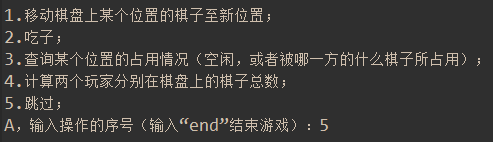 1.移动棋盘上某个位置的棋子至新位置；
2.吃子；
3.查询某个位置的占用情况（空闲，或者被哪一方的什么棋子所占用）；
4.计算两个玩家分别在棋盘上的棋子总数；
5.跳过；
A，输入操作的序号（输入“end”结束游戏）：5